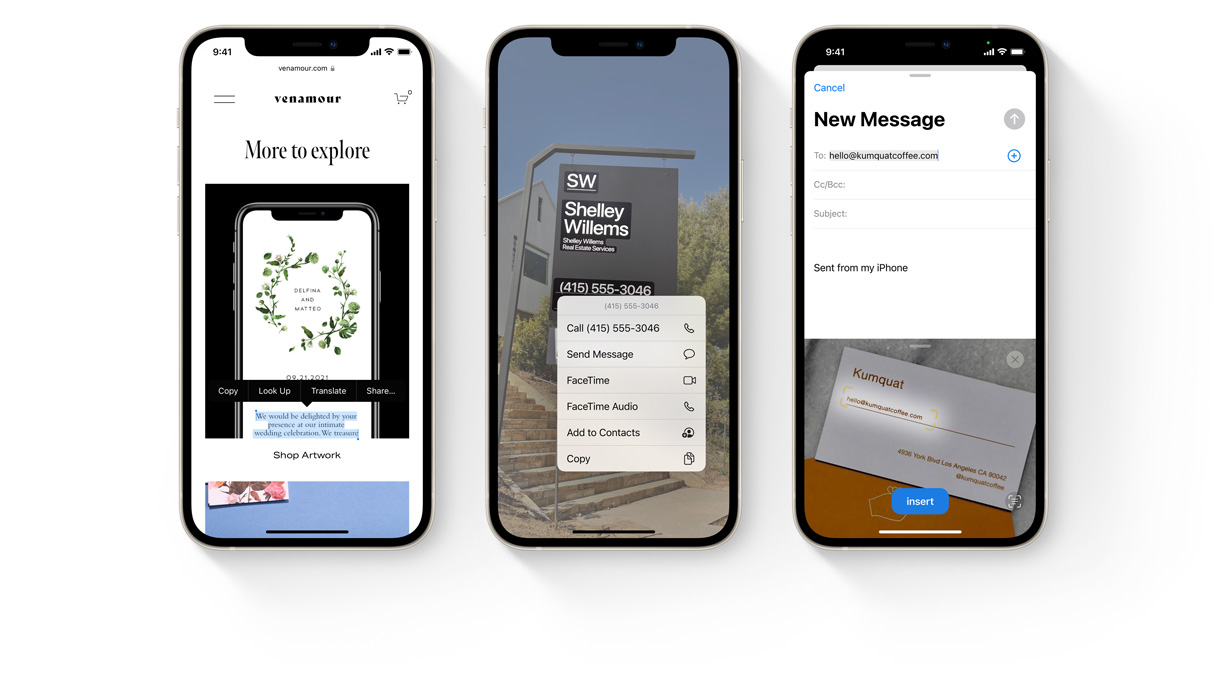 9:41
venamour.com
venamour
0
More to explore
DELFINA
AND
MATTEO
09.21.2021
Copy
Look Up
Translate
Share...
We would be delighted by your
presence at our intimate
wedding celebration. We treasure
Shop Artwork
SW
Shelley
Willems
Shelley Willems
Real Estate Services
(415) 555-3046
(415) 555-3046
Call (415) 555-3046
Send Message
FaceTime
FaceTime Audio
Add to Contacts
Copy
9:41
Cancel
New Message
To: hello@kumquatcoffee.com
Cc/Bcc:
Subject:
Sent from my iPhone
Kumquat
hello@kumquatcoffee.com
4936 York Blvd Los Angeles CA 90042
@kumquatcoffee
insert